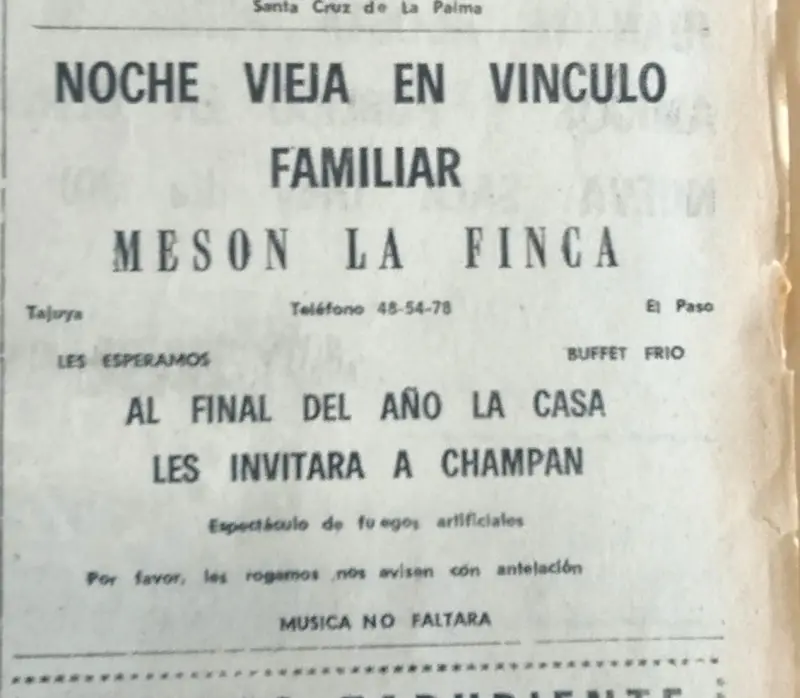 Santa Cruz de La Palma
NOCHE VIEJA EN VINCULO
FAMILIAR
MESON LA FINCA
Tajuya Teléfono 48-54-78 El Paso
LES ESPERAMOS BUFFET FRIO
AL FINAL DEL AÑO LA CASA
LES INVITARA A CHAMPAN
Espectáculo de fuegos artificiales
Por favor, les rogamos nos avisen con antelación
MUSICA NO FALTARA